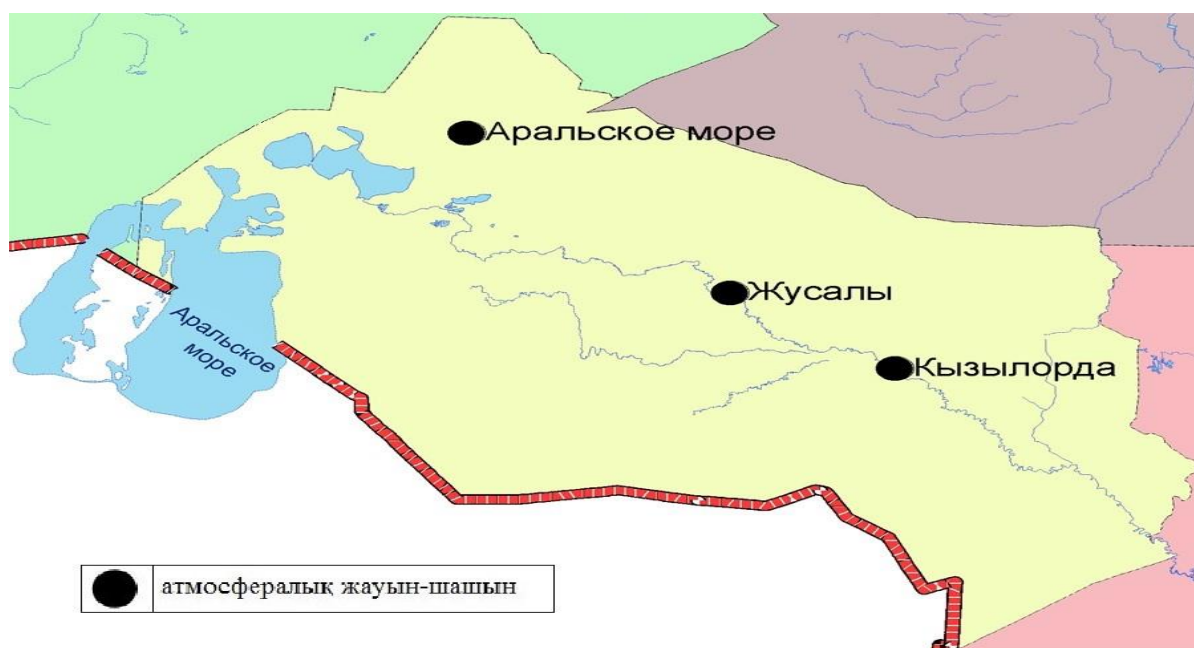 Аральское море
Жусалы
Аральское
море
Кызылорда
атмосфералық жауын-шашын